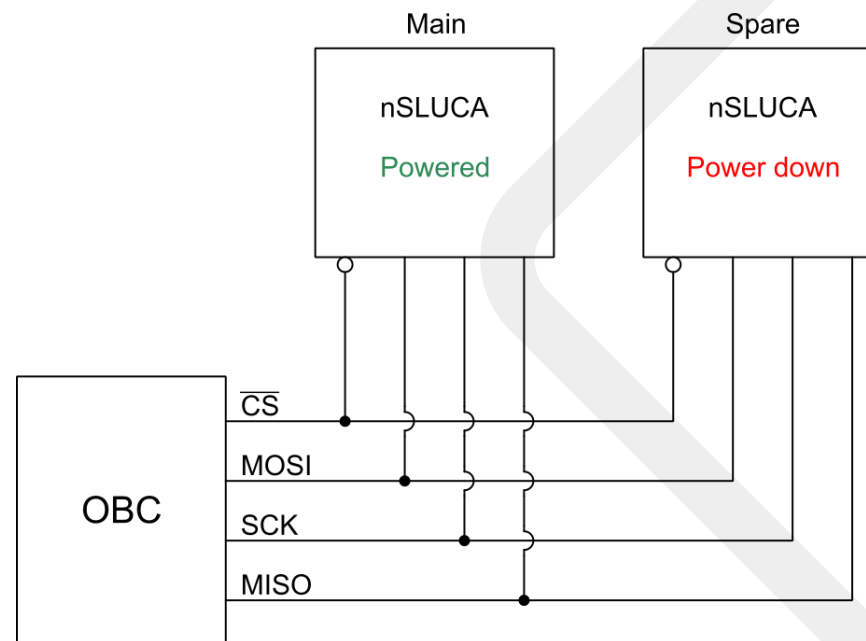 Main
Spare
nSLUCA
Powered
nSLUCA
Power down
OBC
CS
MOSI
SCK
MISO